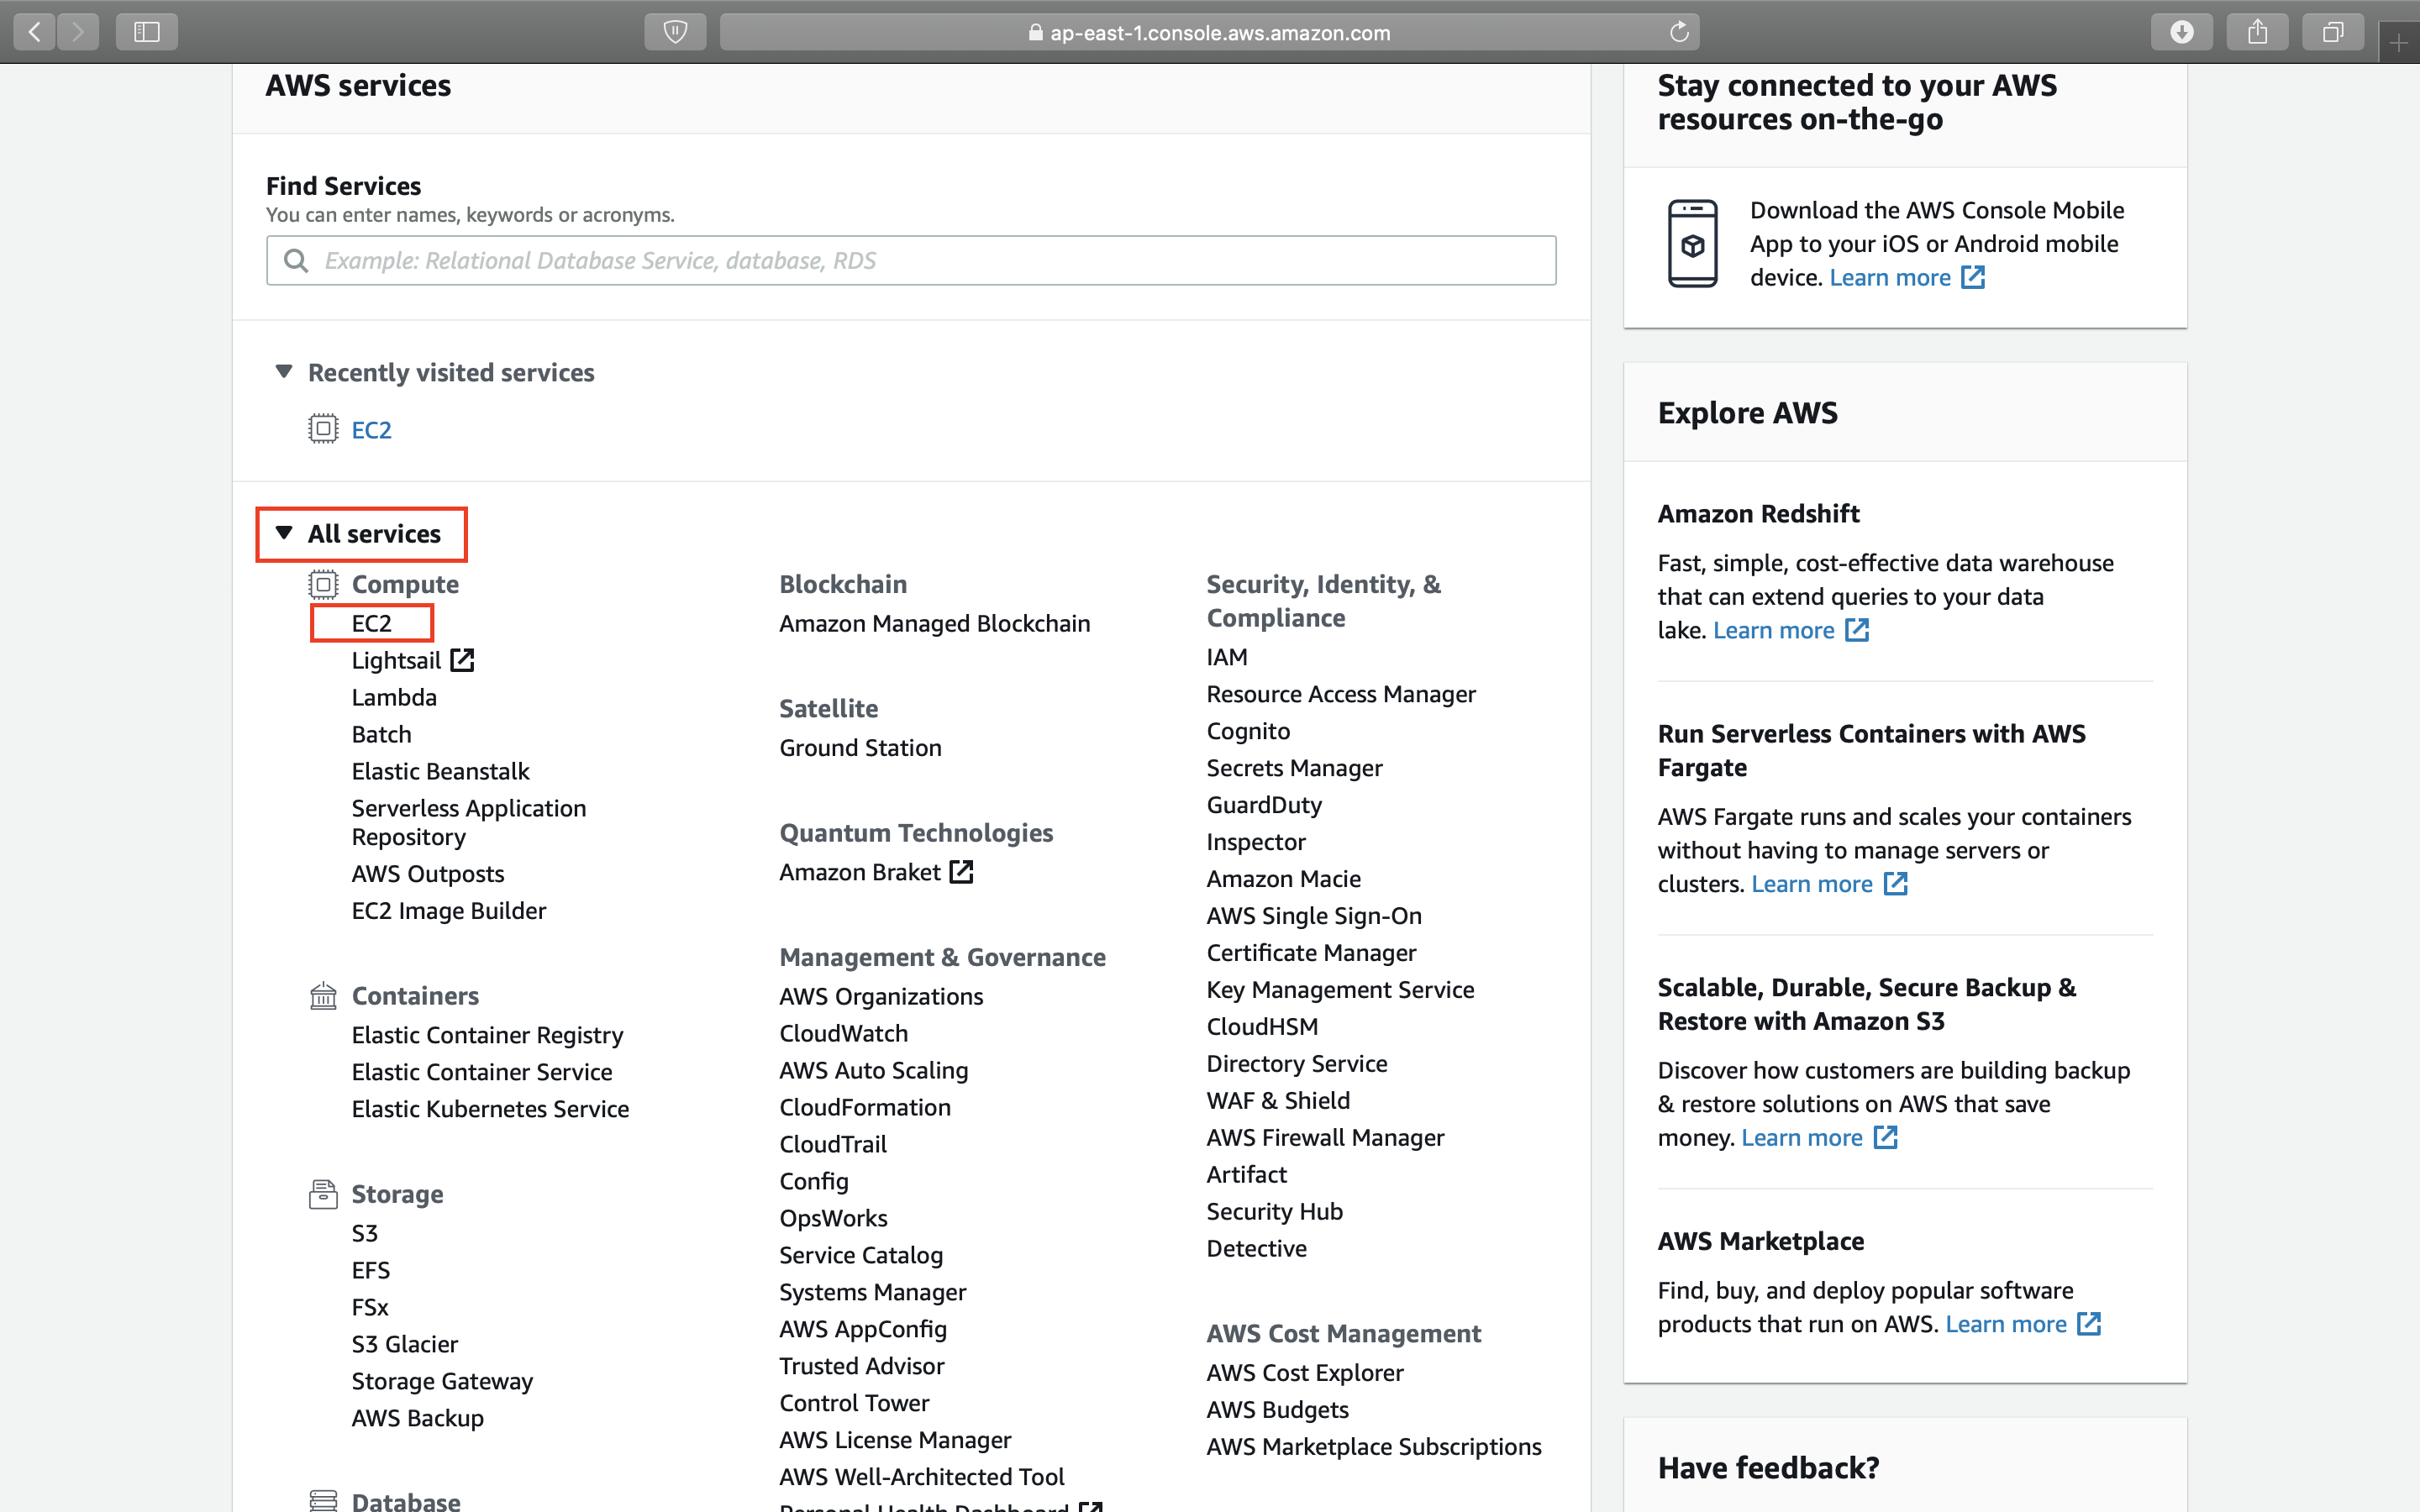 ap-east-1.console.aws.amazon.com
AWS services
Find Services
You can enter names, keywords or acronyms.
Example: Relational Database Service, database, RDS
Recently visited services
EC2
All services
Compute
EC2
Lightsail
Lambda
Batch
Elastic Beanstalk
Serverless Application
Repository
AWS Outposts
EC2 Image Builder
Containers
Elastic Container Registry
Elastic Container Service
Elastic Kubernetes Service
Storage
S3
EFS
FSx
S3 Glacier
Storage Gateway
AWS Backup
Database
Blockchain
Amazon Managed Blockchain
Satellite
Ground Station
Quantum Technologies
Amazon Braket
Management & Governance
AWS Organizations
CloudWatch
AWS Auto Scaling
CloudFormation
CloudTrail
Config
OpsWorks
Service Catalog
Systems Manager
AWS AppConfig
Trusted Advisor
Control Tower
AWS License Manager
AWS Well-Architected Tool
Personal Health Dashboard
Security, Identity, &
Compliance
IAM
Resource Access Manager
Cognito
Secrets Manager
GuardDuty
Inspector
Amazon Macie
AWS Single Sign-On
Certificate Manager
Key Management Service
CloudHSM
Directory Service
WAF & Shield
AWS Firewall Manager
Artifact
Security Hub
Detective
AWS Cost Management
AWS Cost Explorer
AWS Budgets
AWS Marketplace Subscriptions
Stay connected to your AWS
resources on-the-go
Download the AWS Console Mobile
App to your iOS or Android mobile
device. Learn more
Explore AWS
Amazon Redshift
Fast, simple, cost-effective data warehouse
that can extend queries to your data
lake. Learn more
Run Serverless Containers with AWS
Fargate
AWS Fargate runs and scales your containers
without having to manage servers or
clusters. Learn more
Scalable, Durable, Secure Backup &
Restore with Amazon S3
Discover how customers are building backup
& restore solutions on AWS that save
money. Learn more
AWS Marketplace
Find, buy, and deploy popular software
products that run on AWS. Learn more
Have feedback?